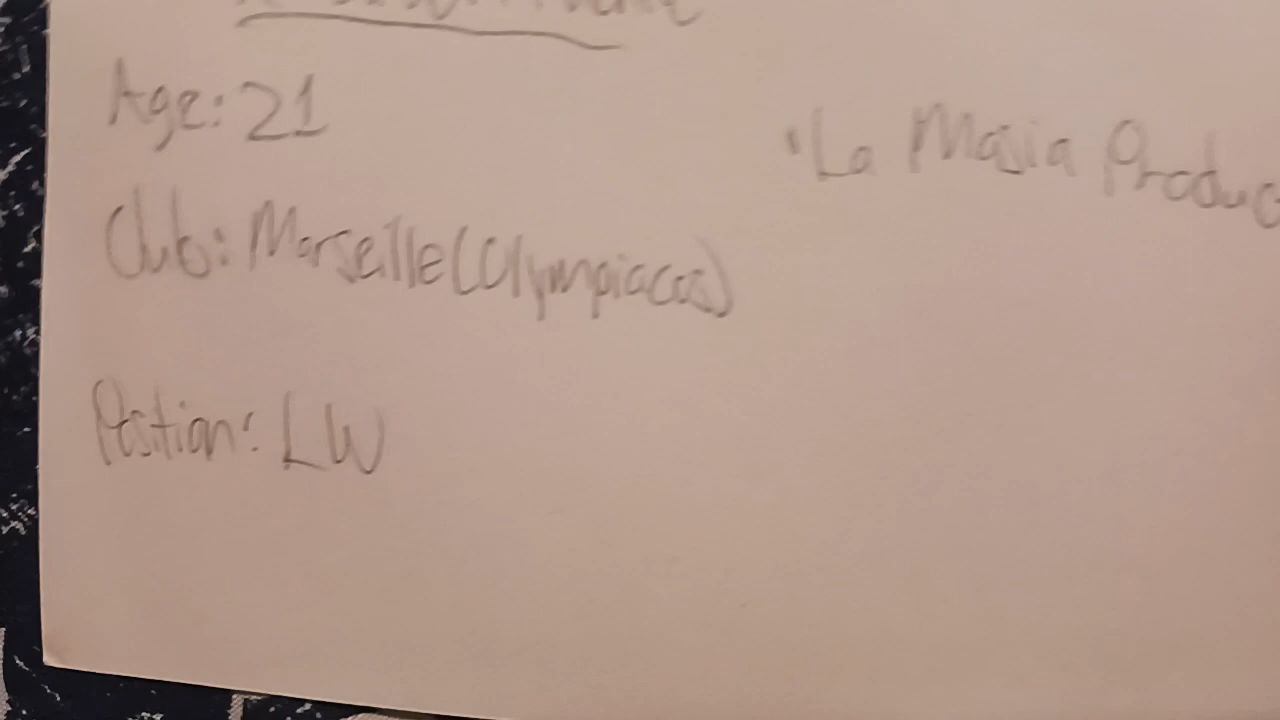 Age: 21
•La Masia Produc
Club: Marseille (Olympiacos)
Position: LW